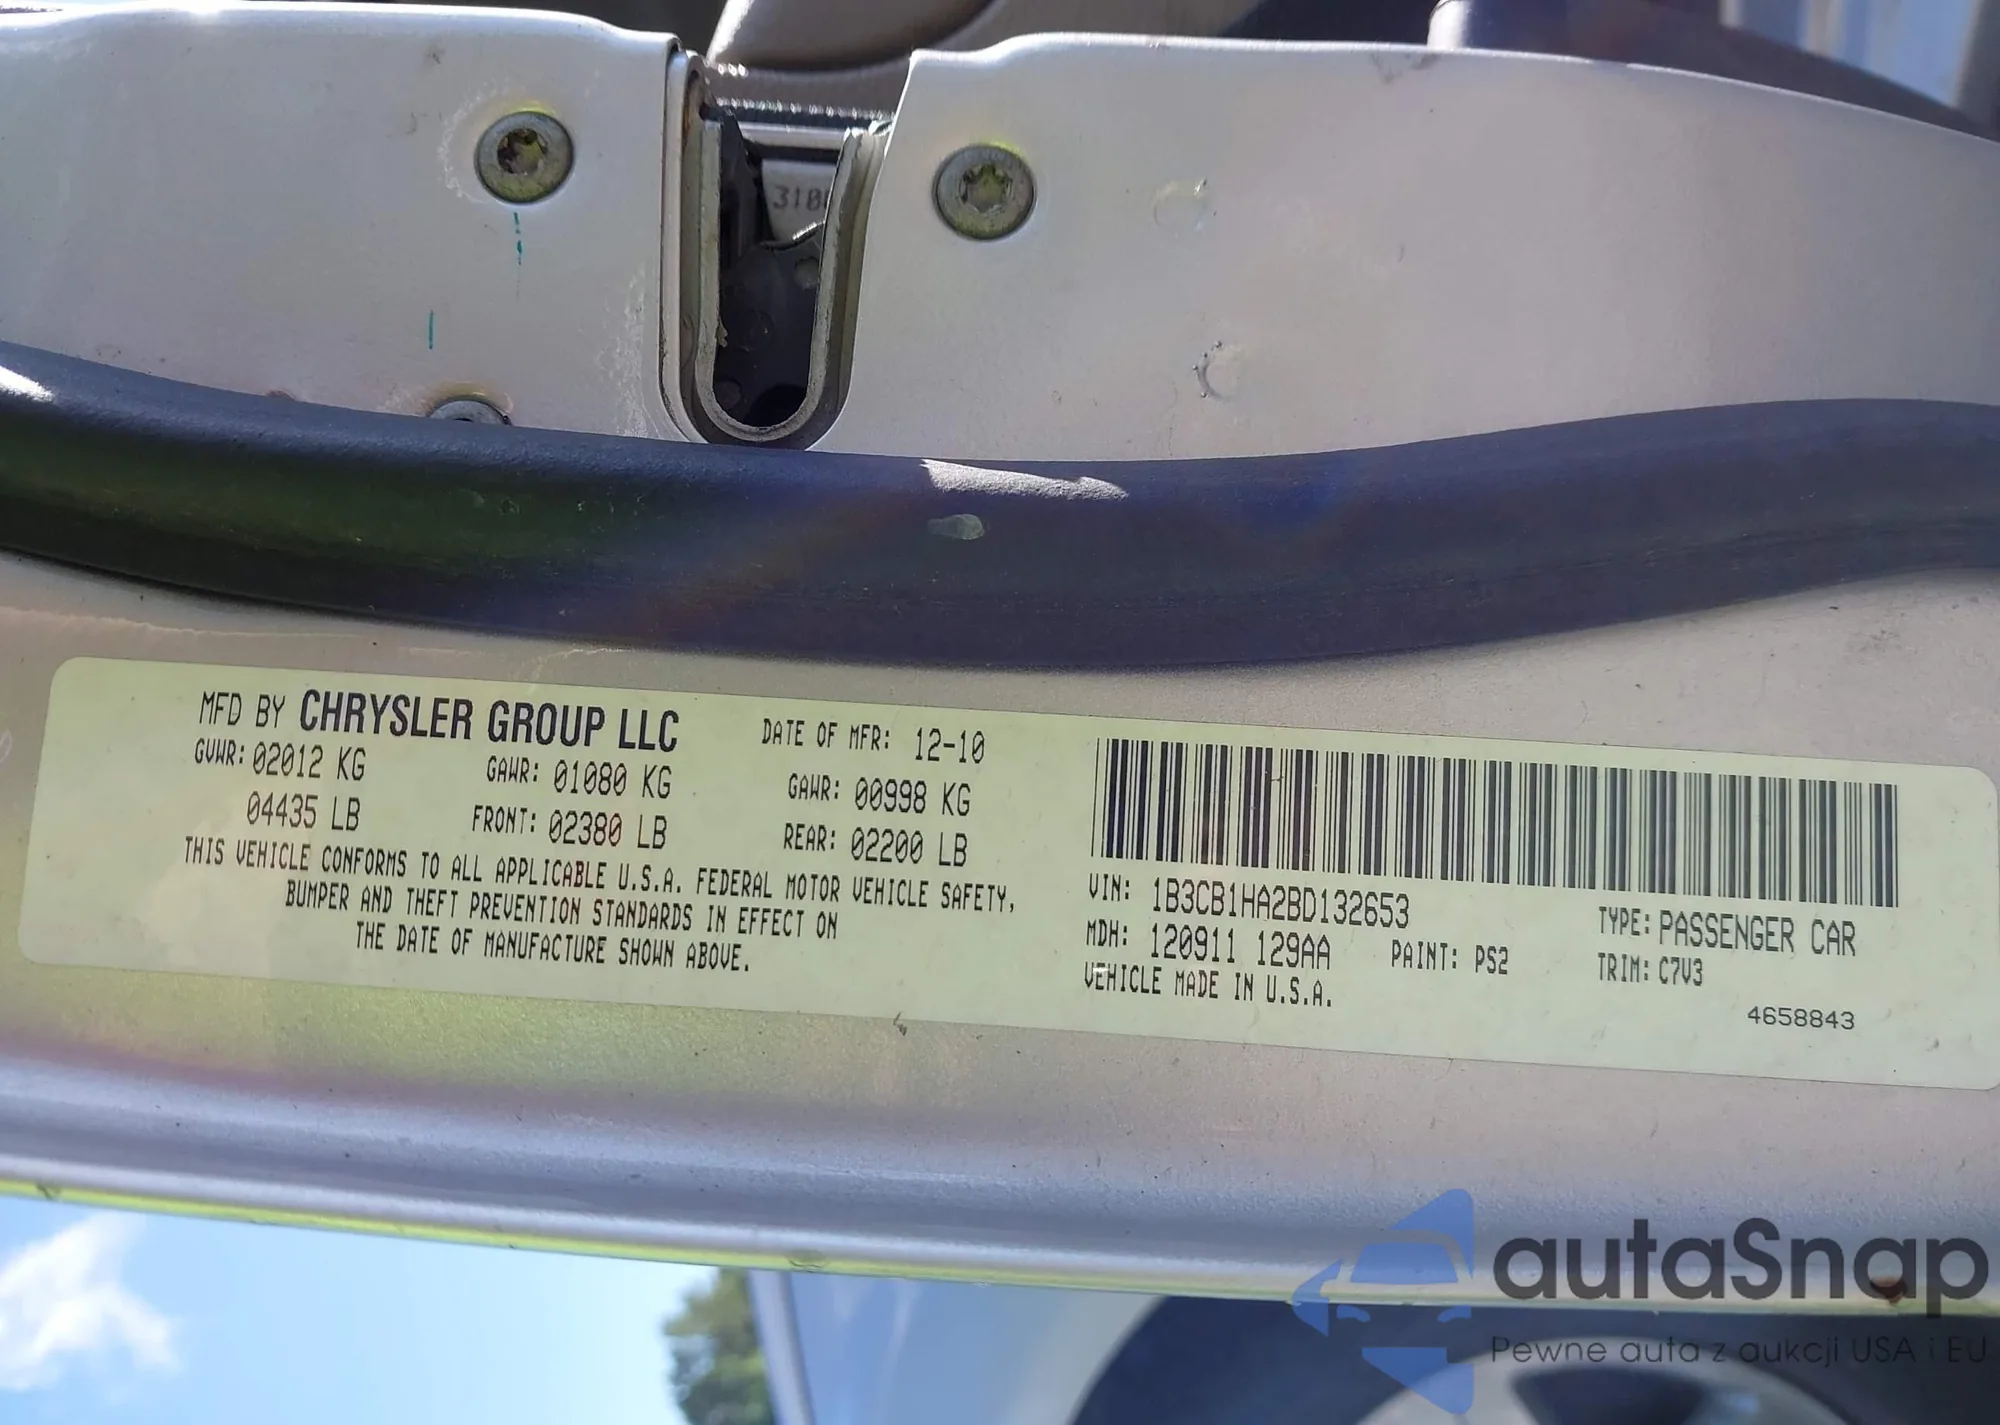 310
MFD BY CHRYSLER GROUP LLC DATE OF MFR: 12-10
GVWR: 02012 KG GAWR: 01080 KG GAWR: 00998 KG
04435 LB FRONT: 02380 LB REAR: 02200 LB
THIS VEHICLE CONFORMS TO ALL APPLICABLE U.S.A. FEDERAL MOTOR VEHICLE SAFETY,
BUMPER AND THEFT PREVENTION STANDARDS IN EFFECT ON
THE DATE OF MANUFACTURE SHOWN ABOVE.
VIN: 1B3CB1HA2BD132653 TYPE: PASSENGER CAR
MDH: 120911 129AA PAINT: PS2 TRIM: C7V3
VEHICLE MADE IN U.S.A.
4658843
autaSnap
Pewne auta z aukcji USA i EU